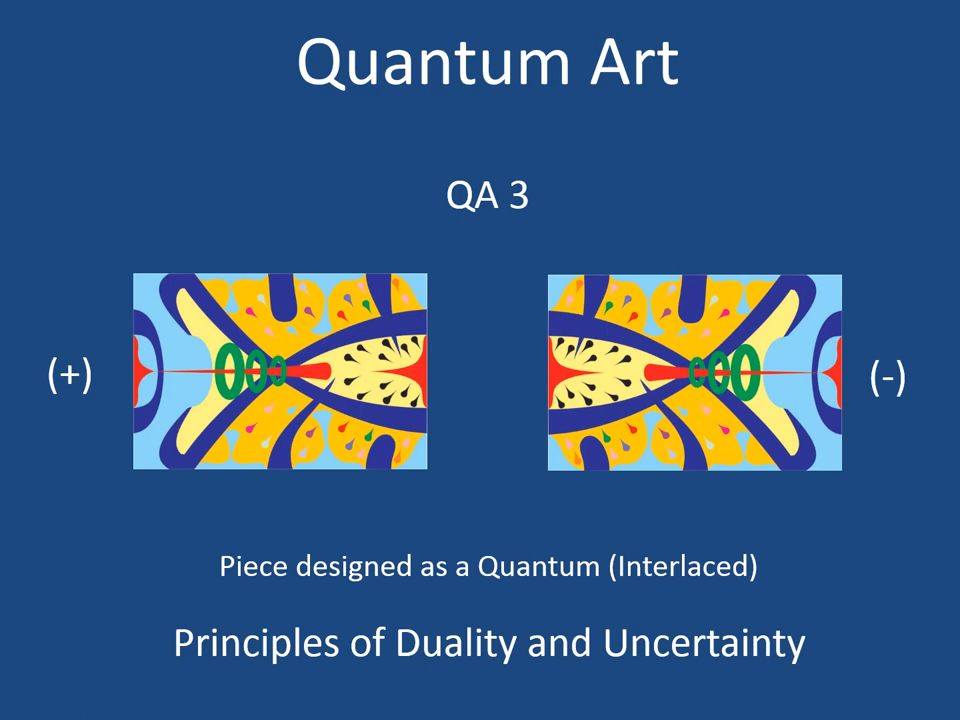 Quantum Art
QA 3
(+)
(-)
Piece designed as a Quantum (Interlaced)
Principles of Duality and Uncertainty